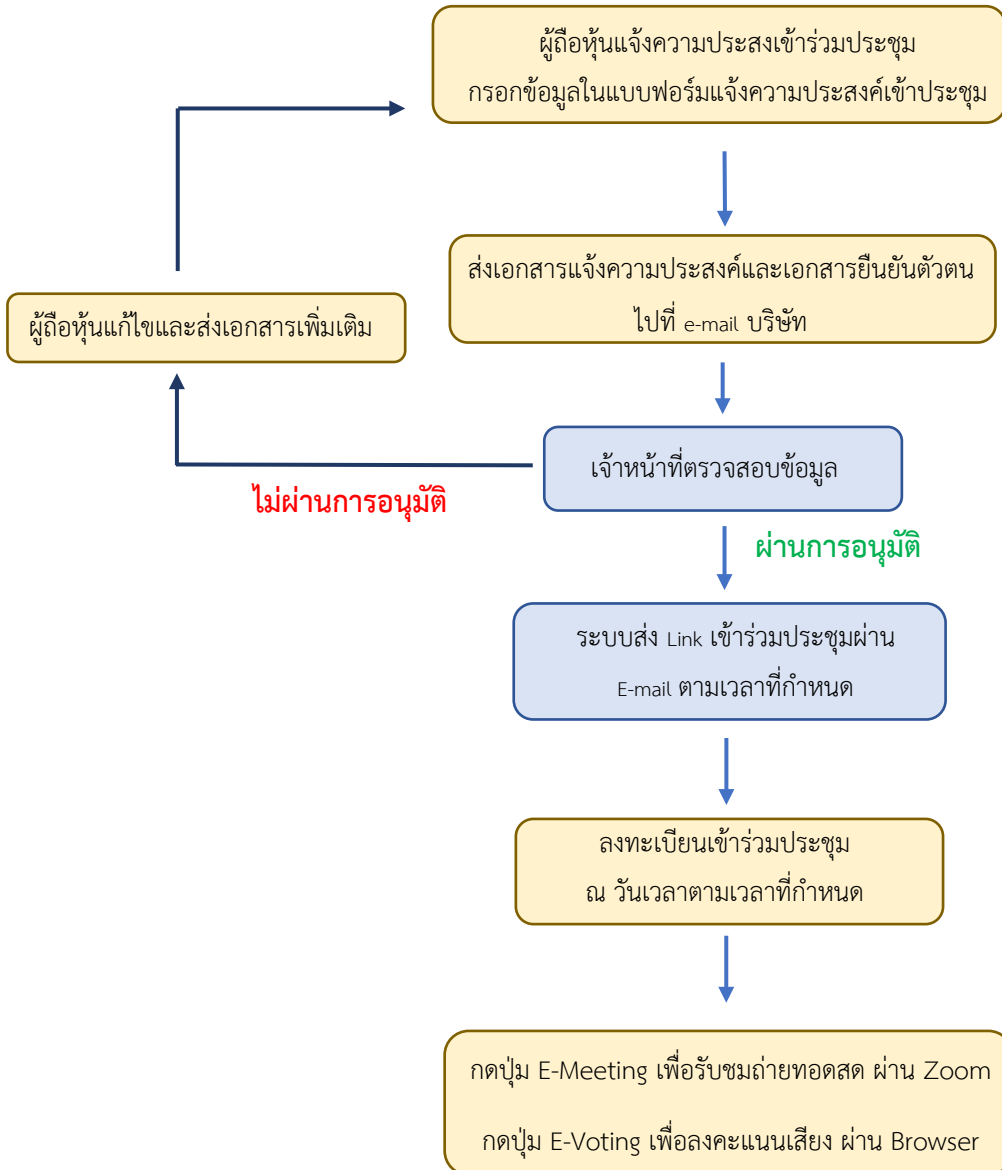 ผู้ถือหุ้นแจ้งความประสงเข้าร่วมประชุม
กรอกข้อมูลในแบบฟอร์มแจ้งความประสงค์เข้าประชุม
ส่งเอกสารแจ้งความประสงค์และเอกสารยืนยันตัวตน
ไปที่ e-mail บริษัท
ผู้ถือหุ้นแก้ไขและส่งเอกสารเพิ่มเติม
เจ้าหน้าที่ตรวจสอบข้อมูล
ไม่ผ่านการอนุมัติ
ผ่านการอนุมัติ
ระบบส่ง Link เข้าร่วมประชุมผ่าน
E-mail ตามเวลาที่กำหนด
ลงทะเบียนเข้าร่วมประชุม
ณ วันเวลาตามเวลาที่กำหนด
กดปุ่ม E-Meeting เพื่อรับชมถ่ายทอดสด ผ่าน Zoom
กดปุ่ม E-Voting เพื่อลงคะแนนเสียง ผ่าน Browser